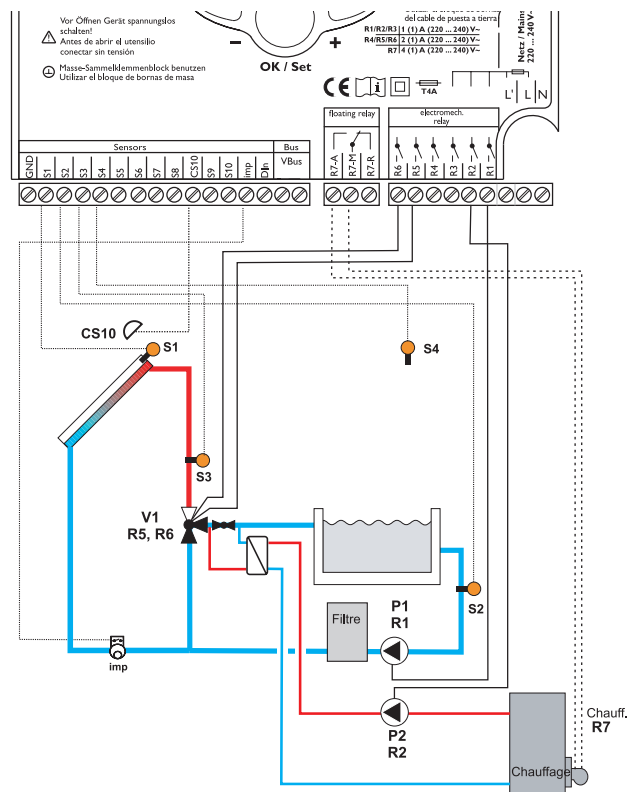 Vor Öffnen Gerät spannungslos
schalten!
Antes de abrir el utensilio
conectar sin tensión
Masse-Sammelklemmenblock benutzen
Utilizar el bloque de bornas de masa
–
+
OK / Set
del cable de puesta a tierra
R1/R2/R3 1 (1) A (220 ... 240) V~
R4/R5/R6 2 (1) A (220 ... 240) V~
R7 4 (1) A (220 ... 240) V~
Netz / Mains
220 ... 240 V~
CE
i
T4A
L' L N
floating relay
electromech.
relay
R7-A
R7-M
R7-R
R6
R5
R4
R3
R2
R1
Sensors
Bus
GND
S1
S2
S3
S4
S5
S6
S7
S8
CS10
S9
S10
imp
DIn
VBus
CS10
S1
S4
S3
V1
R5, R6
S2
Filtre
P1
R1
imp
P2
R2
Chauff.
R7
Chauffage